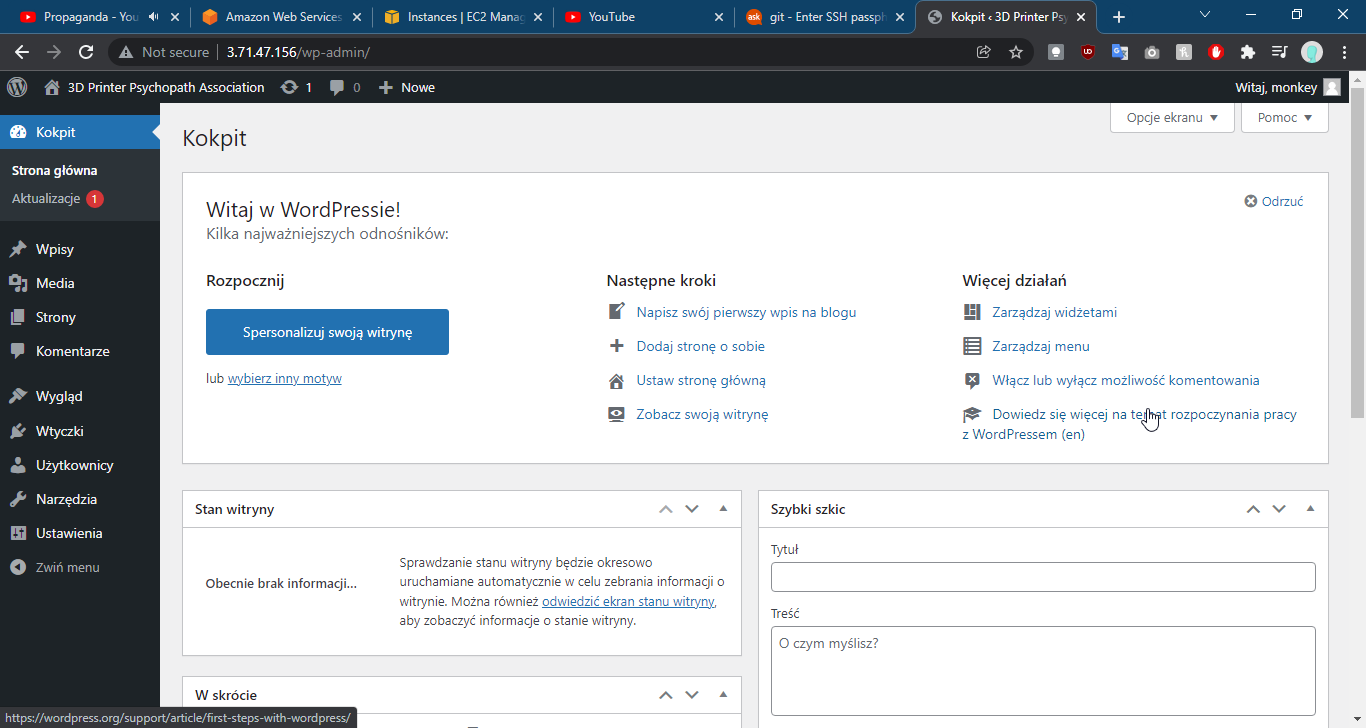 Propaganda - You
Amazon Web Services
Instances | EC2 Manag
YouTube
ask
git - Enter SSH passph
Kokpit ‹ 3D Printer Psy
Not secure
3.71.47.156/wp-admin/
3D Printer Psychopath Association
1
0
Nowe
Witaj, monkey
Kokpit
Strona główna
Aktualizacje
1
Wpisy
Media
Strony
Komentarze
Wygląd
Wtyczki
Użytkownicy
Narzędzia
Ustawienia
Zwiń menu
Opcje ekranu
Pomoc
Kokpit
Witaj w WordPressie!
Kilka najważniejszych odnośników:
Odrzuć
Rozpocznij
Spersonalizuj swoją witrynę
lub wybierz inny motyw
Następne kroki
Napisz swój pierwszy wpis na blogu
Dodaj stronę o sobie
Ustaw stronę główną
Zobacz swoją witrynę
Więcej działań
Zarządzaj widżetami
Zarządzaj menu
Włącz lub wyłącz możliwość komentowania
Dowiedz się więcej na temat rozpoczynania pracy
z WordPressem (en)
Stan witryny
Obecnie brak informacji...
Sprawdzanie stanu witryny będzie okresowo
uruchamiane automatycznie w celu zebrania informacji o
witrynie. Można również odwiedzić ekran stanu witryny,
aby zobaczyć informacje o stanie witryny.
W skrócie
Szybki szkic
Tytuł
Treść
O czym myślisz?
https://wordpress.org/support/article/first-steps-with-wordpress/